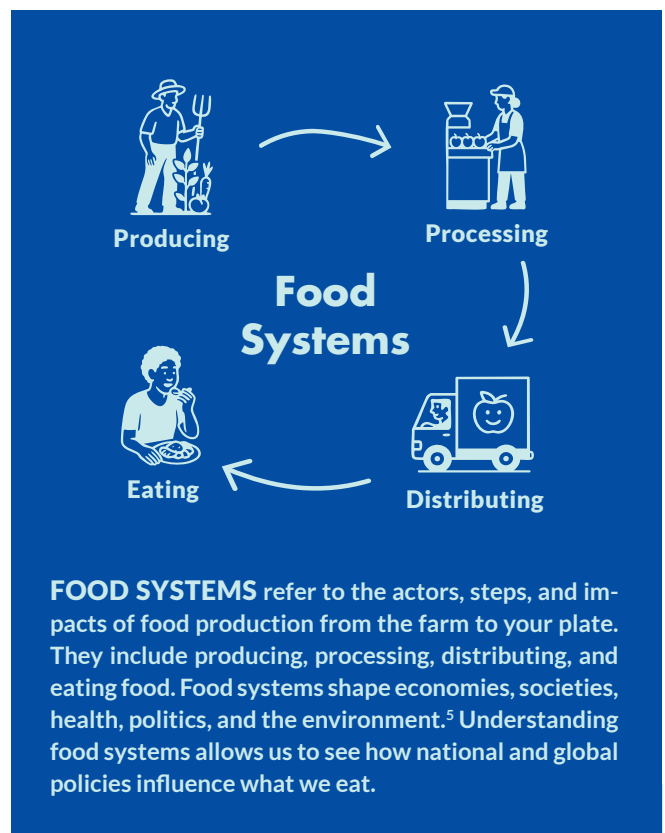 Producing
Processing
Food
Systems
Eating
Distributing
FOOD SYSTEMS refer to the actors, steps, and im-
pacts of food production from the farm to your plate.
They include producing, processing, distributing, and
eating food. Food systems shape economies, societies,
health, politics, and the environment.⁵ Understanding
food systems allows us to see how national and global
policies influence what we eat.